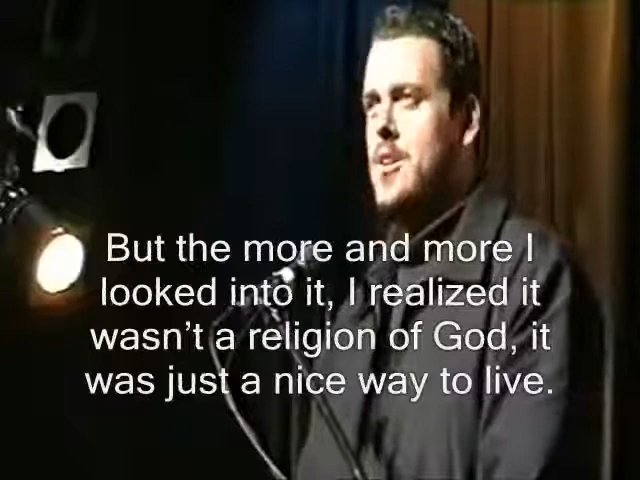 But the more and more I
looked into it, I realized it
wasn't a religion of God, it
was just a nice way to live.